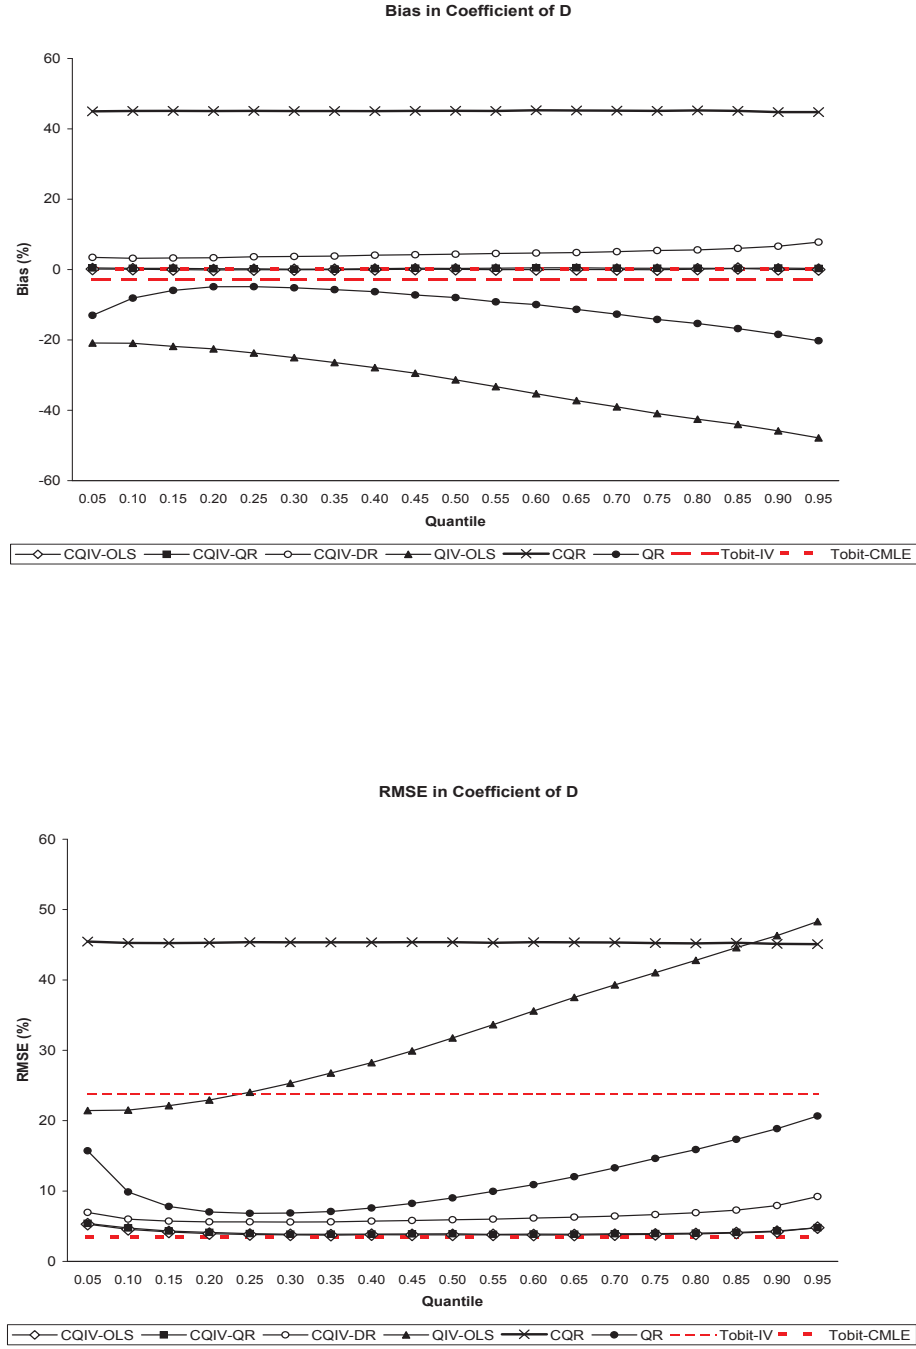 Bias in Coefficient of D
60
40
20
0
-20
-40
-60
Bias (%)
0.05 0.10 0.15 0.20 0.25 0.30 0.35 0.40 0.45 0.50 0.55 0.60 0.65 0.70 0.75 0.80 0.85 0.90 0.95
Quantile
CQIV-OLS CQIV-QR CQIV-DR QIV-OLS CQR QR Tobit-IV Tobit-CMLE
RMSE in Coefficient of D
60
50
40
30
20
10
0
RMSE (%)
0.05 0.10 0.15 0.20 0.25 0.30 0.35 0.40 0.45 0.50 0.55 0.60 0.65 0.70 0.75 0.80 0.85 0.90 0.95
Quantile
CQIV-OLS CQIV-QR CQIV-DR QIV-OLS CQR QR Tobit-IV Tobit-CMLE